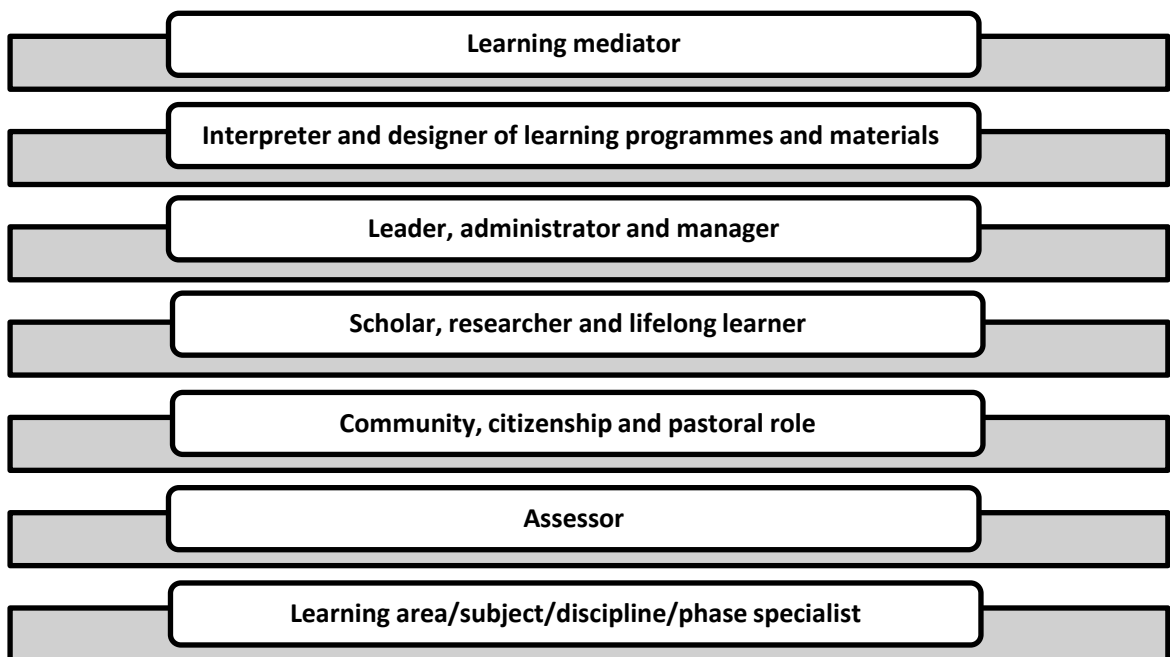 Learning mediator
Interpreter and designer of learning programmes and materials
Leader, administrator and manager
Scholar, researcher and lifelong learner
Community, citizenship and pastoral role
Assessor
Learning area/subject/discipline/phase specialist